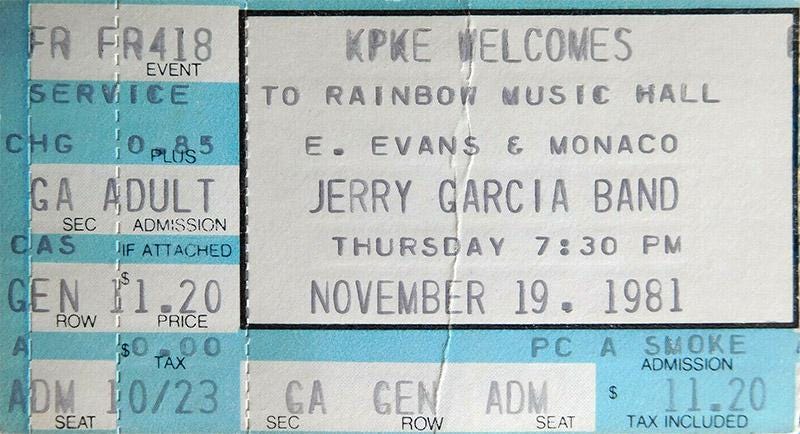 FR FR418
EVENT
SERVICE
CHG 0.85
PLUS
GA ADULT
SEC ADMISSION
CAS IF ATTACHED
GEN $11.20
ROW PRICE
A $0.00
TAX
ADM 10/23
SEAT
KPKE WELCOMES
TO RAINBOW MUSIC HALL
E. EVANS & MONACO
JERRY GARCIA BAND
THURSDAY 7:30 PM
NOVEMBER 19. 1981
PC A SMOKE
ADMISSION
GA GEN ADM $ 11.20
SEC ROW SEAT TAX INCLUDED